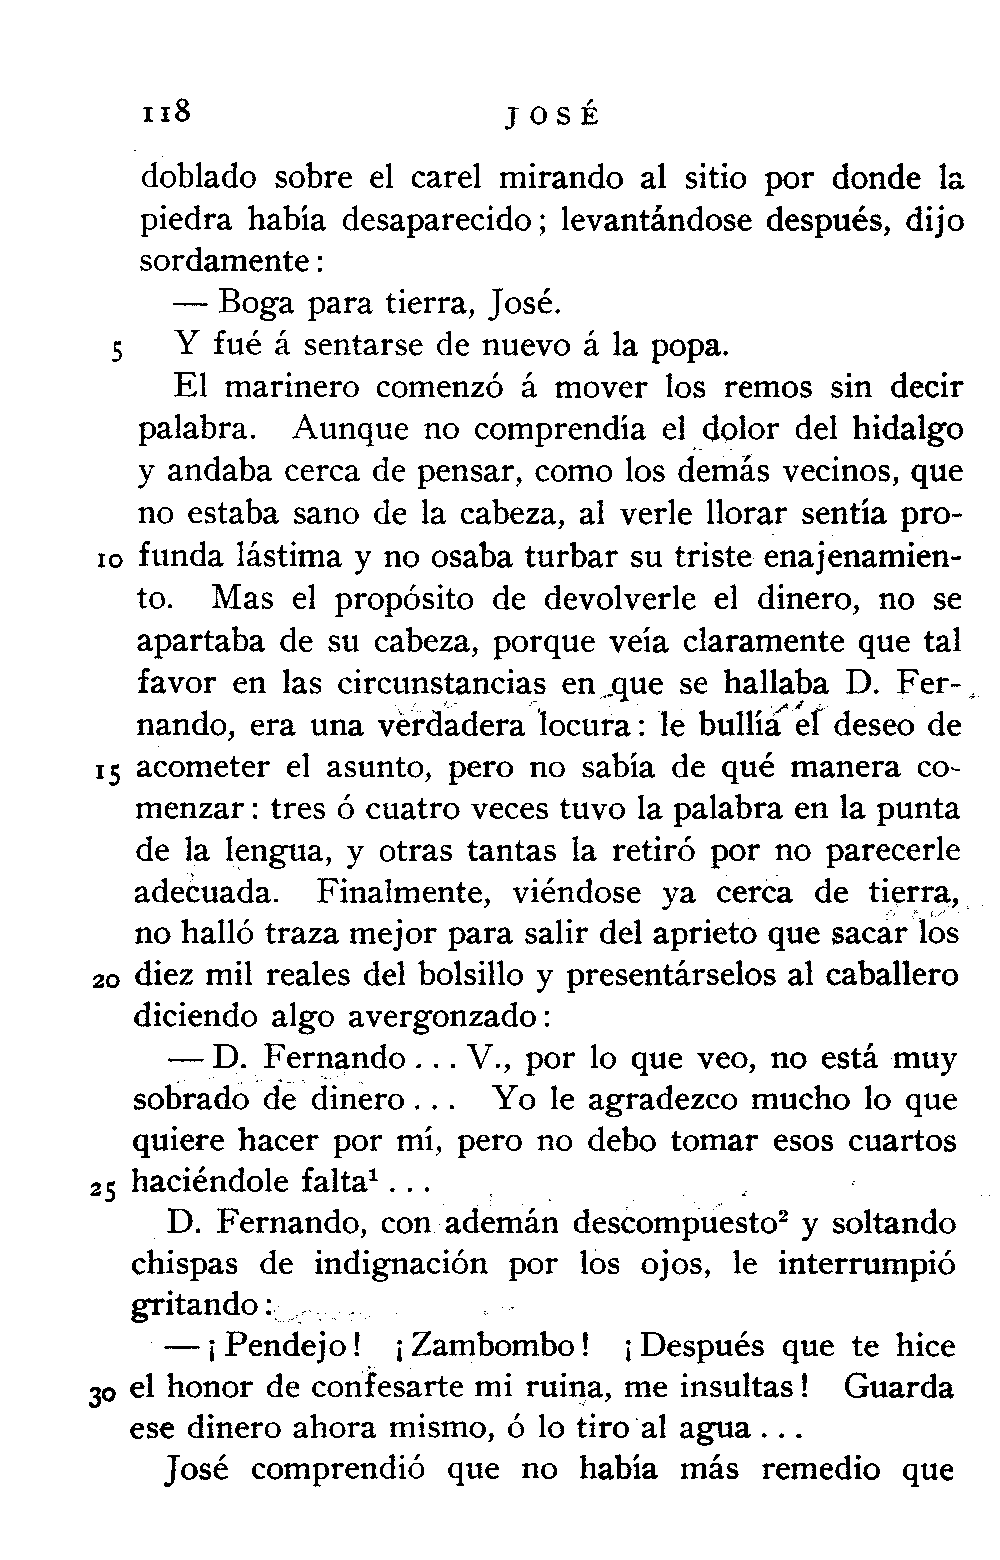 118 JOSÉ
doblado sobre el carel mirando al sitio por donde la
piedra había desaparecido; levantándose después, dijo
sordamente:
— Boga para tierra, José.
5 Y fué á sentarse de nuevo á la popa.
El marinero comenzó á mover los remos sin decir
palabra. Aunque no comprendía el dolor del hidalgo
y andaba cerca de pensar, como los demás vecinos, que
no estaba sano de la cabeza, al verle llorar sentía pro-
10 funda lástima y no osaba turbar su triste enajenamien-
to. Mas el propósito de devolverle el dinero, no se
apartaba de su cabeza, porque veía claramente que tal
favor en las circunstancias en que se hallaba D. Fer-
nando, era una verdadera locura: le bullía el deseo de
15 acometer el asunto, pero no sabía de qué manera co-
menzar: tres ó cuatro veces tuvo la palabra en la punta
de la lengua, y otras tantas la retiró por no parecerle
adecuada. Finalmente, viéndose ya cerca de tierra,
no halló traza mejor para salir del aprieto que sacar los
20 diez mil reales del bolsillo y presentárselos al caballero
diciendo algo avergonzado:
— D. Fernando . . . V., por lo que veo, no está muy
sobrado de dinero . . . Yo le agradezco mucho lo que
quiere hacer por mí, pero no debo tomar esos cuartos
25 haciéndole falta¹ . . .
D. Fernando, con ademán descompuesto² y soltando
chispas de indignación por los ojos, le interrumpió
gritando:
— ¡Pendejo! ¡Zambombo! ¡Después que te hice
30 el honor de confesarte mi ruina, me insultas! Guarda
ese dinero ahora mismo, ó lo tiro al agua . . .
José comprendió que no había más remedio que